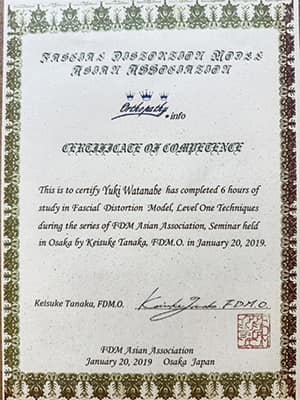 FASCIAL DISTORTION MODEL
ASIAN ASSOCIATION
Orthopathy.info
CERTIFICATE OF COMPETENCE
This is to certify Yuki Watanabe has completed 6 hours of
study in Fascial Distortion Model, Level One Techniques
during the series of FDM Asian Association, Seminar held
in Osaka by Keisuke Tanaka, FDM.O. in January 20, 2019.
Keisuke Tanaka, FDM.O. Keisuke Tanaka F.D.M.O.
FDM Asian Association
January 20, 2019 Osaka Japan